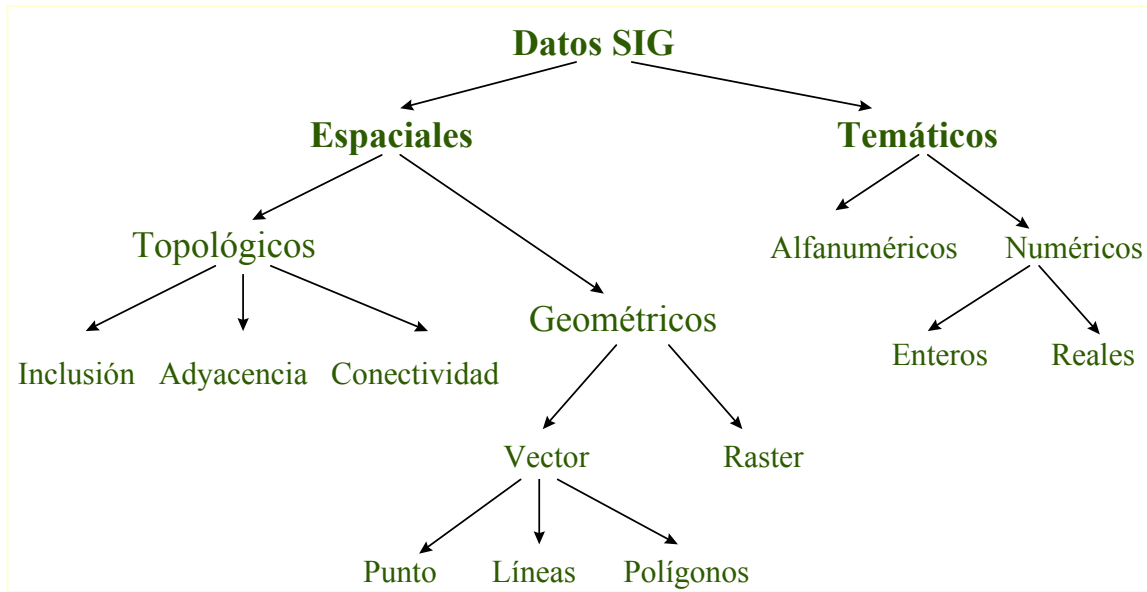 Datos SIG
Espaciales
Temáticos
Topológicos
Alfanuméricos
Numéricos
Geométricos
Inclusión
Adyacencia
Conectividad
Enteros
Reales
Vector
Raster
Punto
Líneas
Polígonos